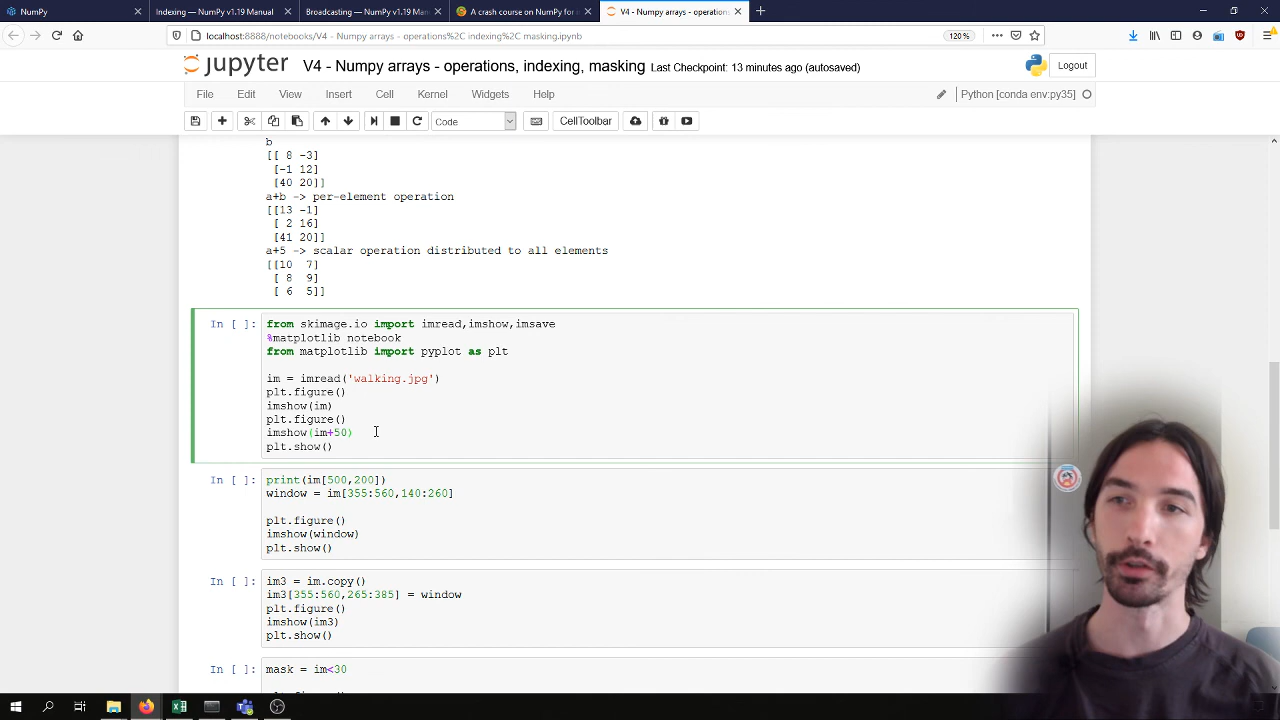 NumPy
Indexing — NumPy v1.19 Manual
Broadcasting — NumPy v1.19 Man
A crash course on NumPy for i
V4 - Numpy arrays - operation
localhost:8888/notebooks/V4 - Numpy arrays - operations%2C indexing%2C masking.ipynb
120%
jupyter V4 - Numpy arrays - operations, indexing, masking Last Checkpoint: 13 minutes ago (autosaved)
Logout
File Edit View Insert Cell Kernel Widgets Help
Python [conda env:py35]
Code
CellToolbar
b
[[ 8 -3]
[-1 12]
[40 20]]
a+b -> per-element operation
[[13 -1]
[ 2 16]
[41 20]]
a+5 -> scalar operation distributed to all elements
[[10 7]
[ 8 9]
[ 6 5]]
In [ ]: from skimage.io import imread,imshow,imsave
%matplotlib notebook
from matplotlib import pyplot as plt
im = imread('walking.jpg')
plt.figure()
imshow(im)
plt.figure()
imshow(im+50)
plt.show()
In [ ]: print(im[500,200])
window = im[355:560,140:260]
plt.figure()
imshow(window)
plt.show()
In [ ]: im3 = im.copy()
im3[355:560,265:385] = window
plt.figure()
imshow(im3)
plt.show()
In [ ]: mask = im<30